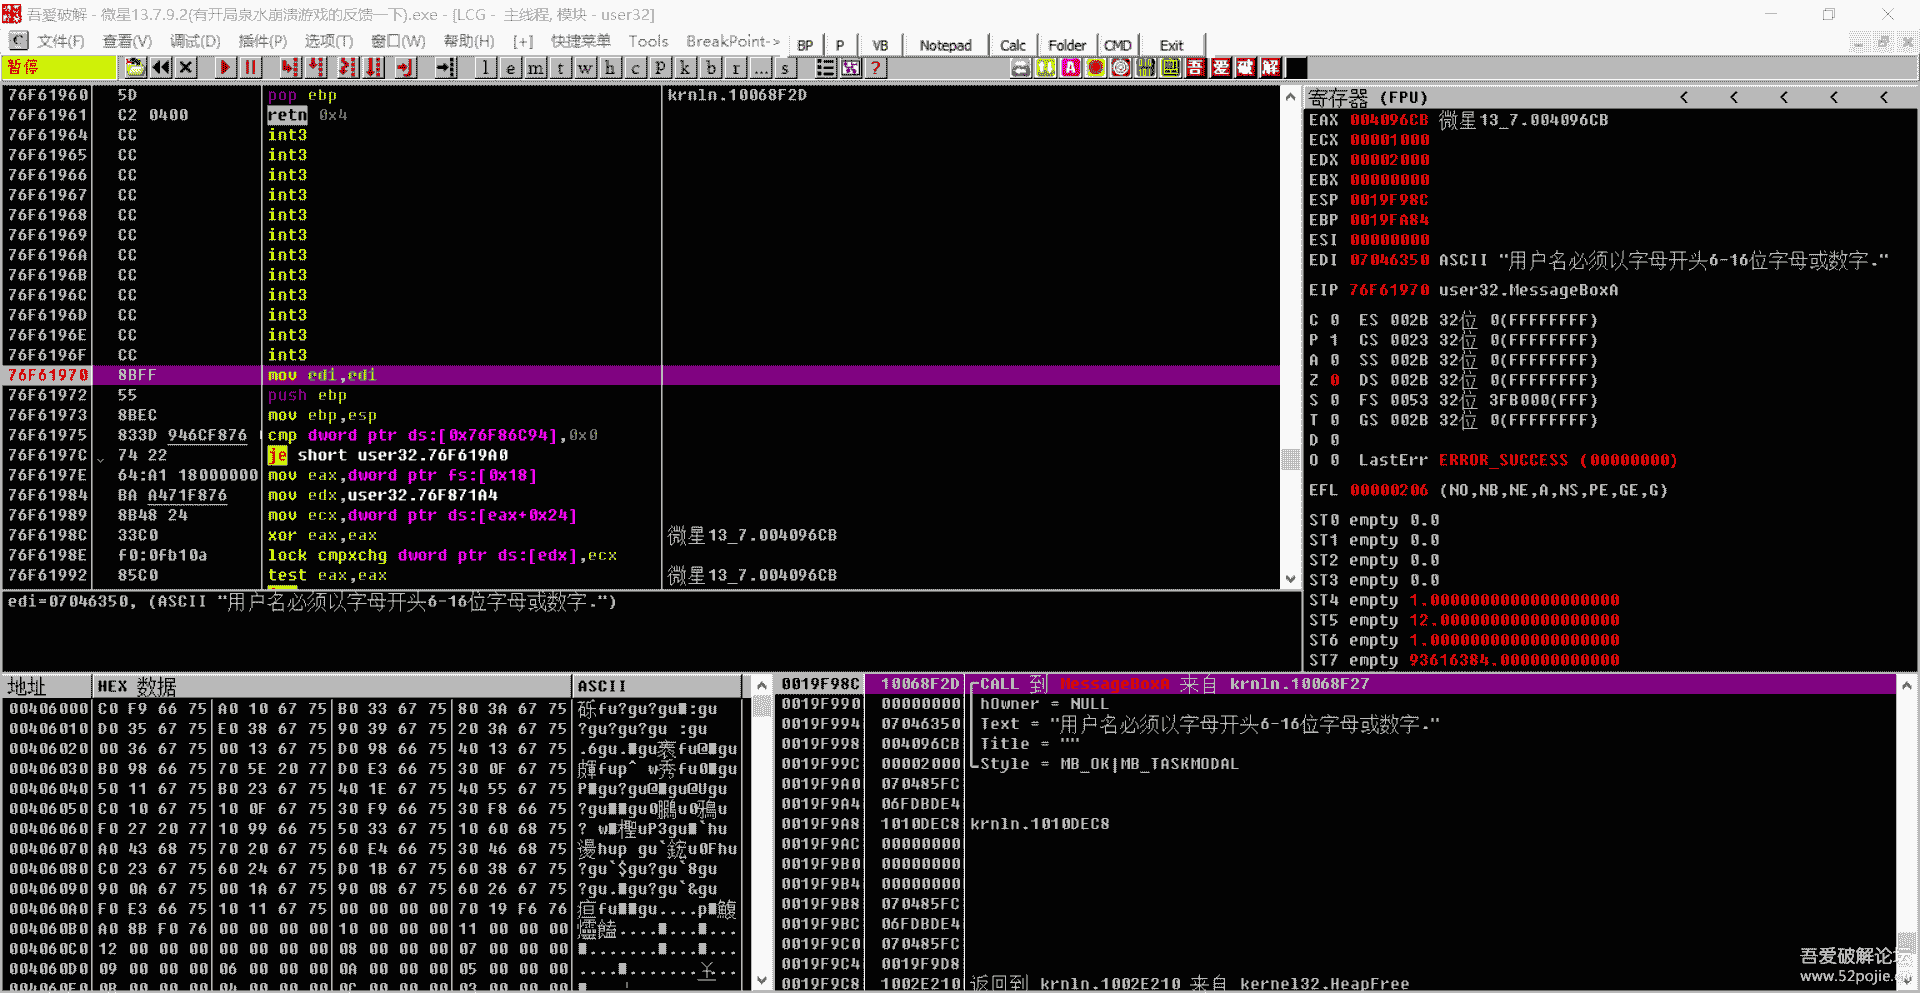 吾愛破解 - 微星13.7.9.2(有开局泉水崩溃游戏的反馈一下).exe - [LCG - 主线程, 模块 - user32]
文件(F) 查看(V) 调试(D) 插件(P) 选项(T) 窗口(W) 帮助(H) [+] 快捷菜单 Tools BreakPoint-> BP P VB Notepad Calc Folder CMD Exit
暂停 l e m t w h c p k b r ... s ? 吾 爱 破 解
76F61960 5D pop ebp krnln.10068F2D
76F61961 C2 0400 retn 0x4
76F61964 CC int3
76F61965 CC int3
76F61966 CC int3
76F61967 CC int3
76F61968 CC int3
76F61969 CC int3
76F6196A CC int3
76F6196B CC int3
76F6196C CC int3
76F6196D CC int3
76F6196E CC int3
76F6196F CC int3
76F61970 8BFF mov edi,edi
76F61972 55 push ebp
76F61973 8BEC mov ebp,esp
76F61975 833D 946CF876 cmp dword ptr ds:[0x76F86C94],0x0
76F6197C 74 22 je short user32.76F619A0
76F6197E 64:A1 18000000 mov eax,dword ptr fs:[0x18]
76F61984 BA A471F876 mov edx,user32.76F871A4
76F61989 8B48 24 mov ecx,dword ptr ds:[eax+0x24]
76F6198C 33C0 xor eax,eax 微星13_7.004096CB
76F6198E f0:0fb10a lock cmpxchg dword ptr ds:[edx],ecx
76F61992 85C0 test eax,eax 微星13_7.004096CB
edi=07046350, (ASCII "用户名必须以字母开头6-16位字母或数字.")
寄存器 (FPU) < < < < <
EAX 004096CB 微星13_7.004096CB
ECX 00001000
EDX 00002000
EBX 00000000
ESP 0019F98C
EBP 0019FA84
ESI 00000000
EDI 07046350 ASCII "用户名必须以字母开头6-16位字母或数字."
EIP 76F61970 user32.MessageBoxA
C 0 ES 002B 32位 0(FFFFFFFF)
P 1 CS 0023 32位 0(FFFFFFFF)
A 0 SS 002B 32位 0(FFFFFFFF)
Z 0 DS 002B 32位 0(FFFFFFFF)
S 0 FS 0053 32位 3FB000(FFF)
T 0 GS 002B 32位 0(FFFFFFFF)
D 0
O 0 LastErr ERROR_SUCCESS (00000000)
EFL 00000206 (NO,NB,NE,A,NS,PE,GE,G)
ST0 empty 0.0
ST1 empty 0.0
ST2 empty 0.0
ST3 empty 0.0
ST4 empty 1.0000000000000000000
ST5 empty 12.000000000000000000
ST6 empty 1.0000000000000000000
ST7 empty 93616384.000000000000
地址 HEX 数据 ASCII
00406000 C0 F9 66 75 A0 10 67 75 B0 33 67 75 80 3A 67 75
00406010 D0 35 67 75 E0 38 67 75 90 39 67 75 20 3A 67 75 ?gu?gu?gu :gu
00406020 00 36 67 75 00 13 67 75 D0 98 66 75 40 13 67 75
00406030 B0 98 66 75 70 5E 20 77 D0 E3 66 75 30 0F 67 75
00406040 50 11 67 75 B0 23 67 75 40 1E 67 75 40 55 67 75
00406050 C0 10 67 75 10 0F 67 75 30 F9 66 75 30 F8 66 75
00406060 F0 27 20 77 10 99 66 75 50 33 67 75 10 60 68 75
00406070 A0 43 68 75 70 20 67 75 60 E4 66 75 30 46 68 75
00406080 C0 23 67 75 60 24 67 75 D0 1B 67 75 60 38 67 75 ?gu`$gu?gu`8gu
00406090 90 0A 67 75 00 1A 67 75 90 08 67 75 60 26 67 75
004060A0 F0 E3 66 75 10 11 67 75 00 00 00 00 70 19 F6 76
004060B0 A0 8B F0 76 00 00 00 00 10 00 00 00 11 00 00 00
004060C0 12 00 00 00 00 00 00 00 08 00 00 00 07 00 00 00
004060D0 09 00 00 00 06 00 00 00 0A 00 00 00 05 00 00 00
004060E0 0B 00 00 00 04 00 00 00 0C 00 00 00 03 00 00 00
0019F98C 10068F2D CALL 到 MessageBoxA 来自 krnln.10068F27
0019F990 00000000 hOwner = NULL
0019F994 07046350 Text = "用户名必须以字母开头6-16位字母或数字."
0019F998 004096CB Title = ""
0019F99C 00002000 Style = MB_OK|MB_TASKMODAL
0019F9A0 070485FC
0019F9A4 06FDBDE4
0019F9A8 1010DEC8 krnln.1010DEC8
0019F9AC 00000000
0019F9B0 00000000
0019F9B4 00000000
0019F9B8 070485FC
0019F9BC 06FDBDE4
0019F9C0 070485FC
0019F9C4 0019F9D8
0019F9C8 1002E210 返回到 krnln.1002E210 来自 kernel32.HeapFree
吾爱破解论坛
www.52pojie.c